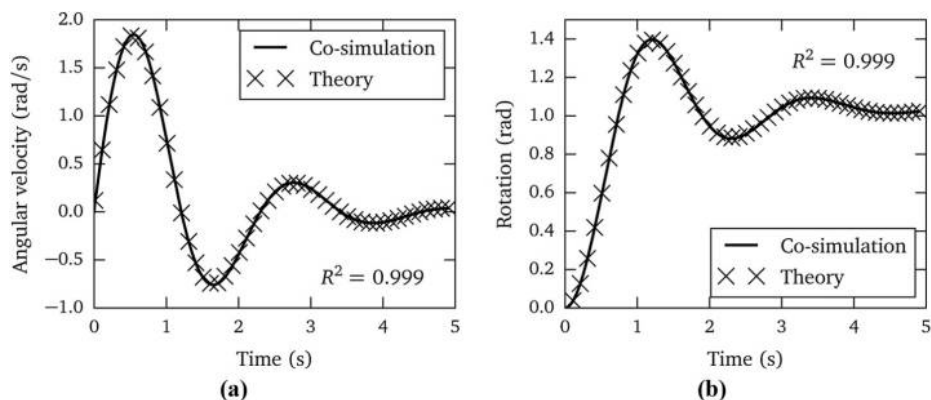 2.0
1.5
1.0
0.5
0.0
−0.5
−1.0
Angular velocity (rad/s)
Co-simulation
Theory
R² = 0.999
0 1 2 3 4 5
Time (s)
(a)
1.4
1.2
1.0
0.8
0.6
0.4
0.2
0.0
Rotation (rad)
R² = 0.999
Co-simulation
Theory
0 1 2 3 4 5
Time (s)
(b)